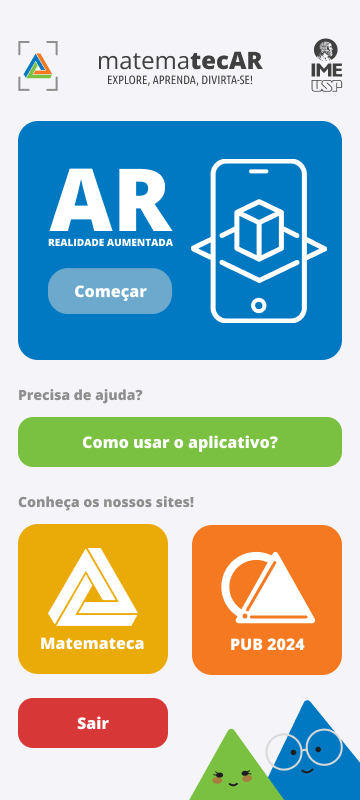 matematecAR
EXPLORE, APRENDA, DIVIRTA-SE!
IME
USP
AR
REALIDADE AUMENTADA
Começar
Precisa de ajuda?
Como usar o aplicativo?
Conheça os nossos sites!
Matemateca
PUB 2024
Sair